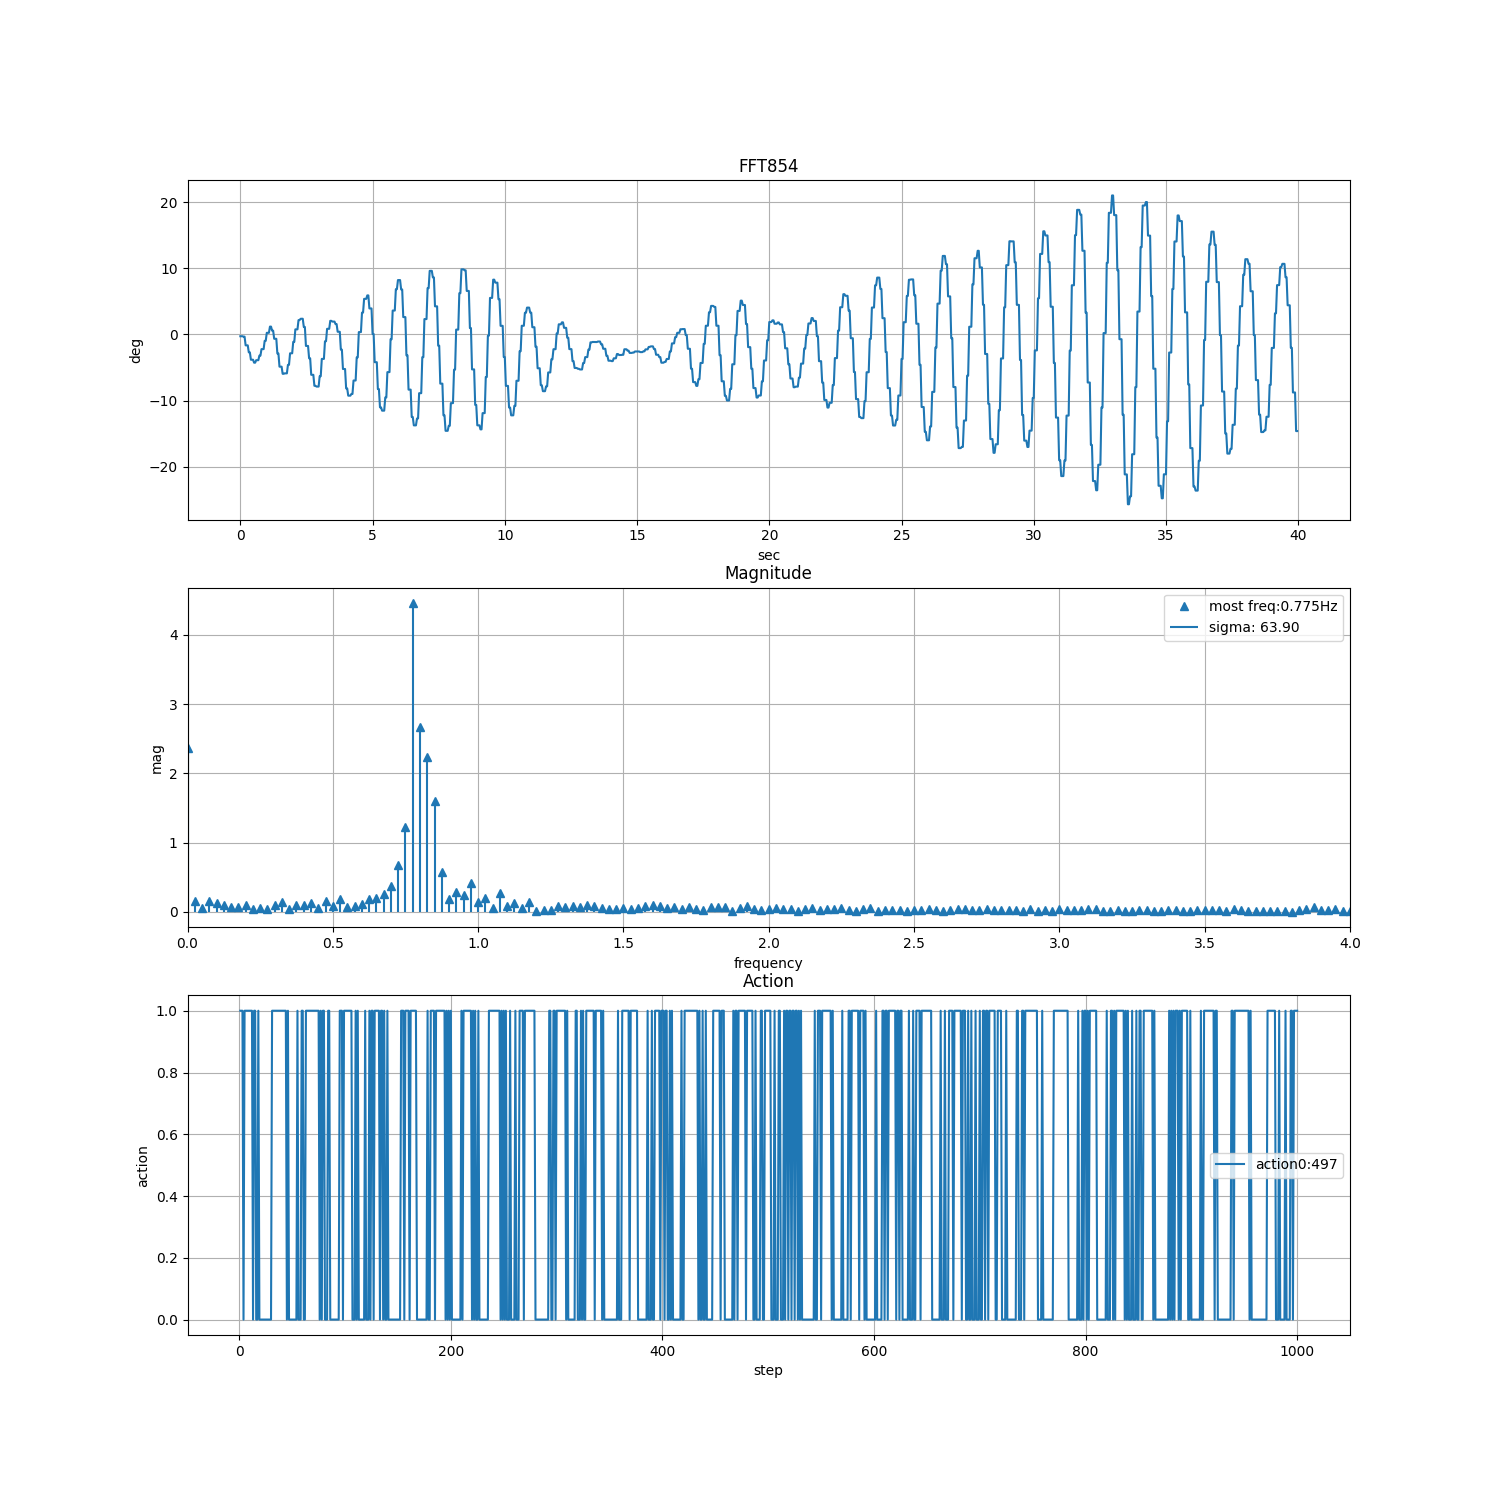 FFT854
20
10
0
−10
−20
deg
0 5 10 15 20 25 30 35 40
sec
Magnitude
most freq:0.775Hz
sigma: 63.90
4
3
2
1
0
mag
0.0 0.5 1.0 1.5 2.0 2.5 3.0 3.5 4.0
frequency
Action
1.0
0.8
0.6
0.4
0.2
0.0
action
action0:497
0 200 400 600 800 1000
step